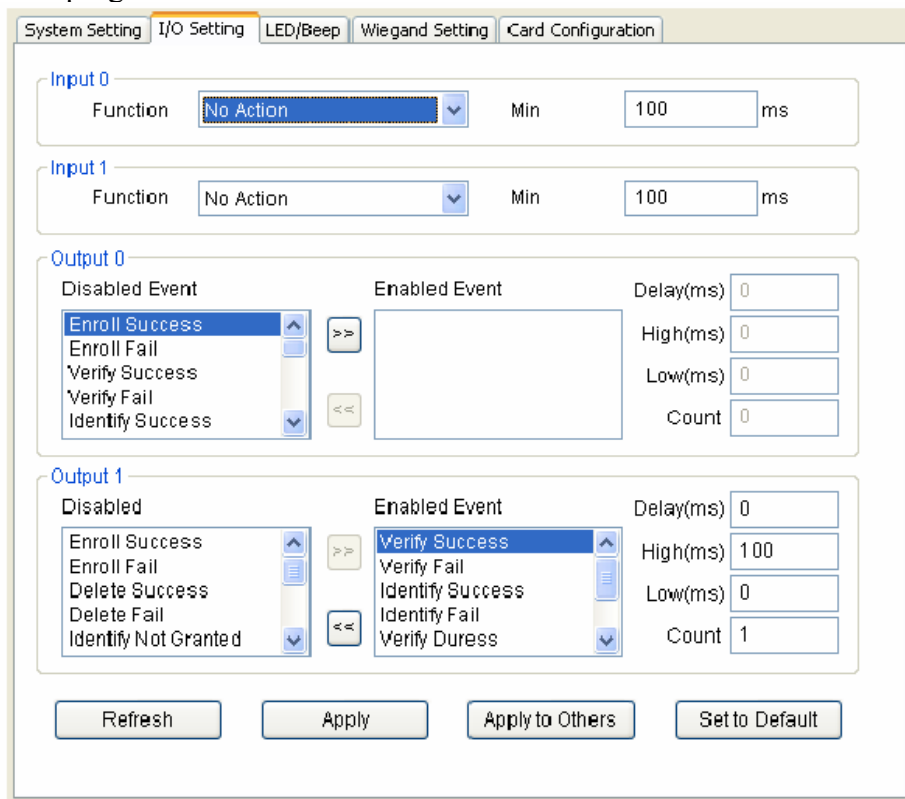 System Setting I/O Setting LED/Beep Wiegand Setting Card Configuration
Input 0
Function No Action Min 100 ms
Input 1
Function No Action Min 100 ms
Output 0
Disabled Event Enabled Event Delay(ms) 0
Enroll Success >> High(ms) 0
Enroll Fail
Verify Success Low(ms) 0
Verify Fail <<
Identify Success Count 0
Output 1
Disabled Enabled Event Delay(ms) 0
Enroll Success >> Verify Success High(ms) 100
Enroll Fail Verify Fail
Delete Success Identify Success Low(ms) 0
Delete Fail << Identify Fail
Identify Not Granted Verify Duress Count 1
Refresh Apply Apply to Others Set to Default